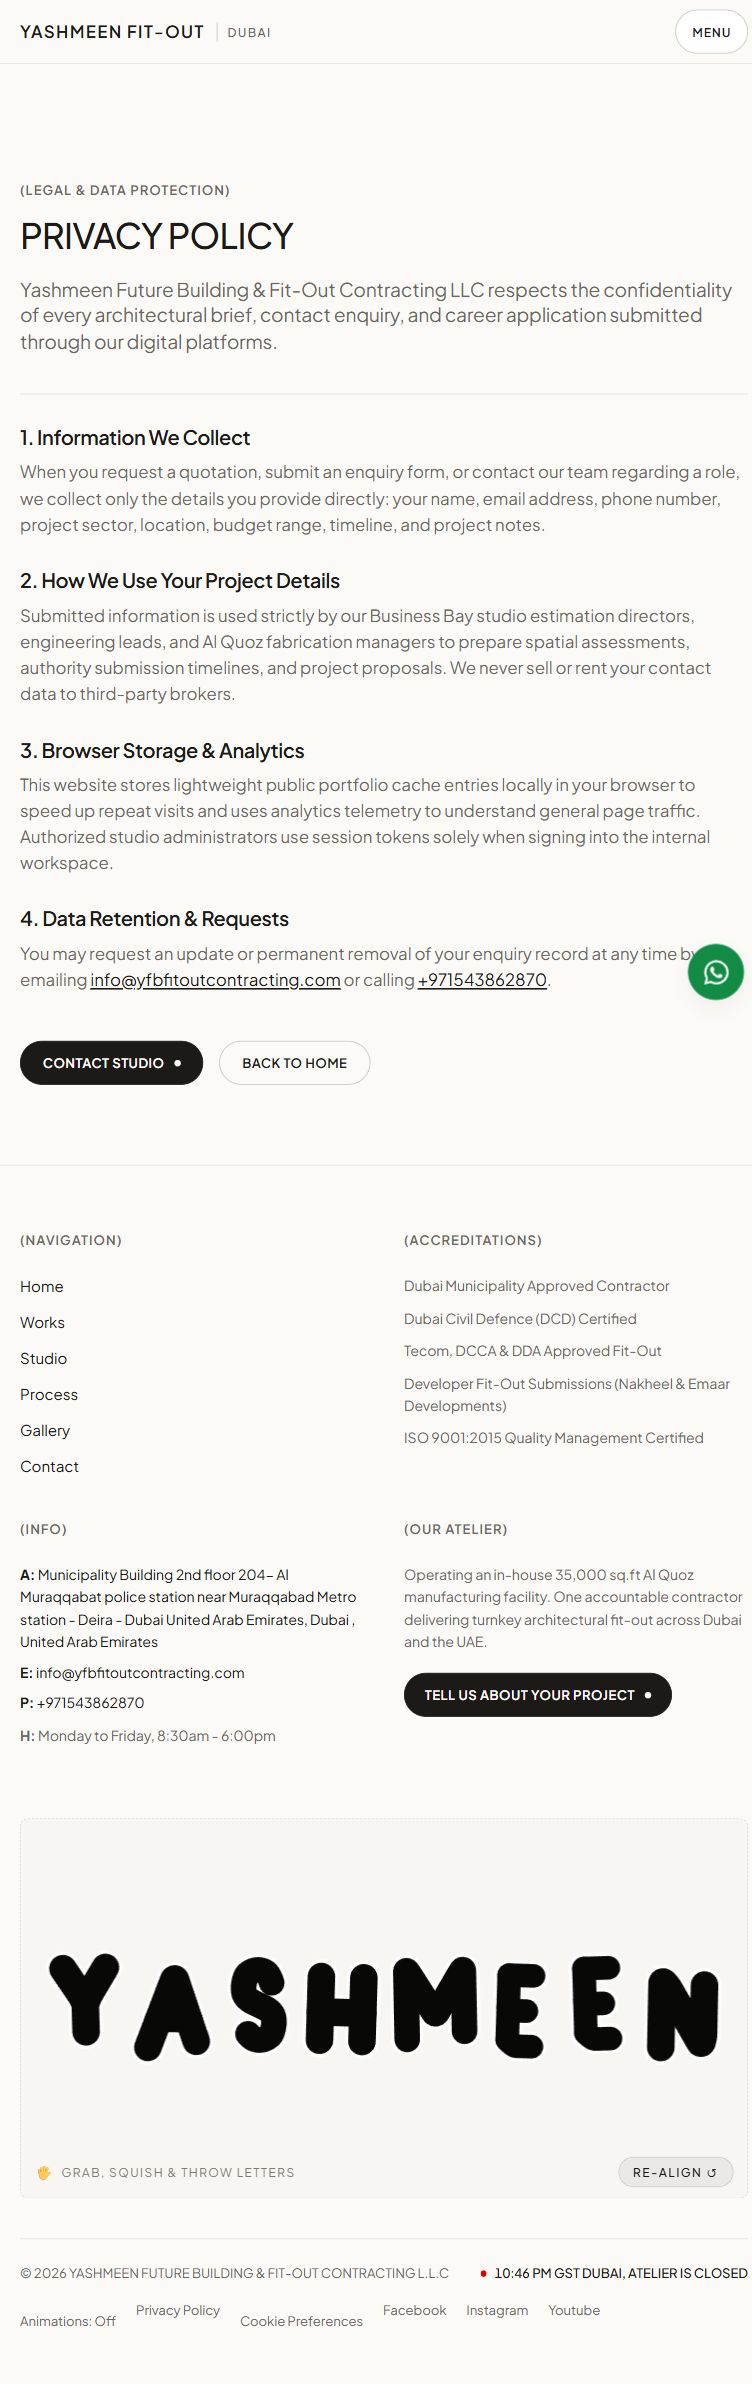 YASHMEEN FIT-OUT
DUBAI
MENU
(LEGAL & DATA PROTECTION)
PRIVACY POLICY
Yashmeen Future Building & Fit-Out Contracting LLC respects the confidentiality
of every architectural brief, contact enquiry, and career application submitted
through our digital platforms.
1. Information We Collect
When you request a quotation, submit an enquiry form, or contact our team regarding a role,
we collect only the details you provide directly: your name, email address, phone number,
project sector, location, budget range, timeline, and project notes.
2. How We Use Your Project Details
Submitted information is used strictly by our Business Bay studio estimation directors,
engineering leads, and Al Quoz fabrication managers to prepare spatial assessments,
authority submission timelines, and project proposals. We never sell or rent your contact
data to third-party brokers.
3. Browser Storage & Analytics
This website stores lightweight public portfolio cache entries locally in your browser to
speed up repeat visits and uses analytics telemetry to understand general page traffic.
Authorized studio administrators use session tokens solely when signing into the internal
workspace.
4. Data Retention & Requests
You may request an update or permanent removal of your enquiry record at any time by
emailing info@yfbfitoutcontracting.com or calling +971543862870.
CONTACT STUDIO
BACK TO HOME
(NAVIGATION)
Home
Works
Studio
Process
Gallery
Contact
(ACCREDITATIONS)
Dubai Municipality Approved Contractor
Dubai Civil Defence (DCD) Certified
Tecom, DCCA & DDA Approved Fit-Out
Developer Fit-Out Submissions (Nakheel & Emaar
Developments)
ISO 9001:2015 Quality Management Certified
(INFO)
A: Municipality Building 2nd floor 204– Al
Muraqqabat police station near Muraqqabad Metro
station - Deira - Dubai United Arab Emirates, Dubai ,
United Arab Emirates
E: info@yfbfitoutcontracting.com
P: +971543862870
H: Monday to Friday, 8:30am - 6:00pm
(OUR ATELIER)
Operating an in-house 35,000 sq.ft Al Quoz
manufacturing facility. One accountable contractor
delivering turnkey architectural fit-out across Dubai
and the UAE.
TELL US ABOUT YOUR PROJECT
YASHMEEN
GRAB, SQUISH & THROW LETTERS
RE-ALIGN ↺
© 2026 YASHMEEN FUTURE BUILDING & FIT-OUT CONTRACTING L.L.C
10:46 PM GST DUBAI, ATELIER IS CLOSED
Animations: Off
Privacy Policy
Cookie Preferences
Facebook
Instagram
Youtube